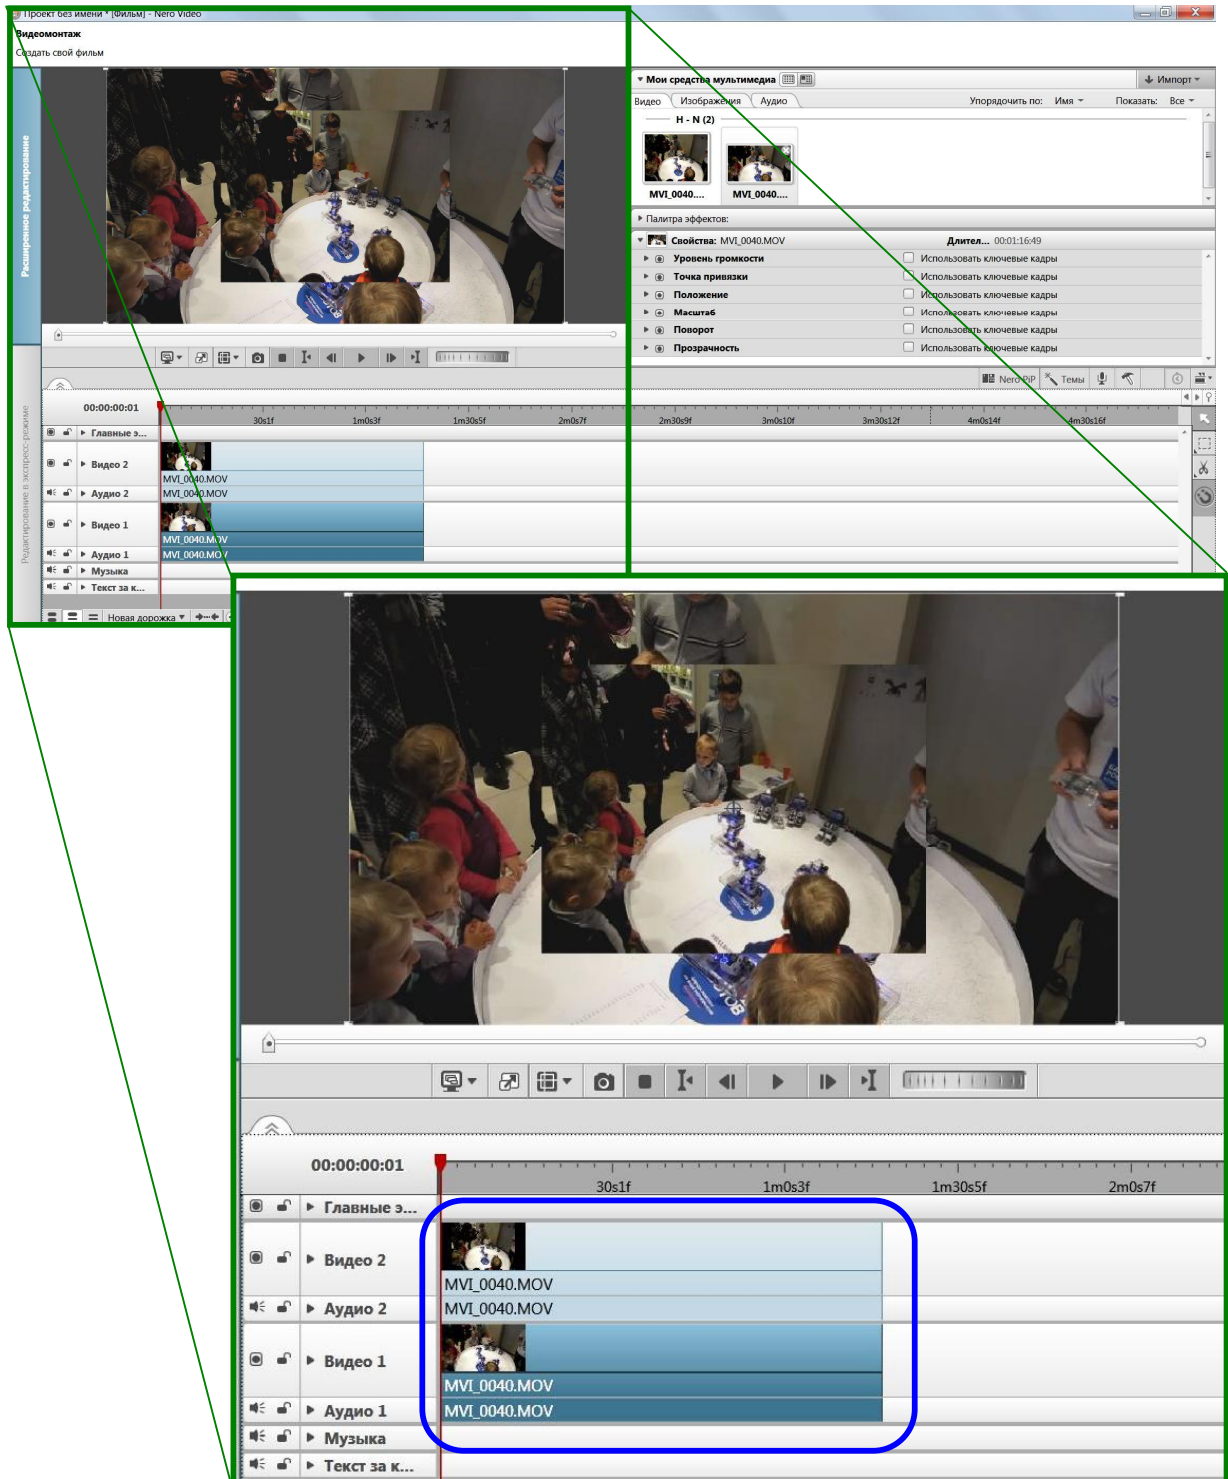 Проект без имени * [Фильм] - Nero Video
Видеомонтаж
Создать свой фильм
Расширенное редактирование
Редактирование в экспресс-режиме
Мои средства мультимедиа
Импорт
Видео Изображения Аудио
Упорядочить по: Имя Показать: Все
H - N (2)
MVI_0040.... MVI_0040....
Палитра эффектов:
Свойства: MVI_0040.MOV Длител... 00:01:16:49
Уровень громкости Использовать ключевые кадры
Точка привязки Использовать ключевые кадры
Положение Использовать ключевые кадры
Масштаб Использовать ключевые кадры
Поворот Использовать ключевые кадры
Прозрачность Использовать ключевые кадры
Nero PiP Темы
00:00:00:01
30s1f 1m0s3f 1m30s5f 2m0s7f 2m30s9f 3m0s10f 3m30s12f 4m0s14f 4m30s16f
Главные э...
Видео 2
MVI_0040.MOV
Аудио 2 MVI_0040.MOV
Видео 1
MVI_0040.MOV
Аудио 1 MVI_0040.MOV
Музыка
Текст за к...
Новая дорожка
00:00:00:01
30s1f 1m0s3f 1m30s5f 2m0s7f
Главные э...
Видео 2
MVI_0040.MOV
Аудио 2 MVI_0040.MOV
Видео 1
MVI_0040.MOV
Аудио 1 MVI_0040.MOV
Музыка
Текст за к...